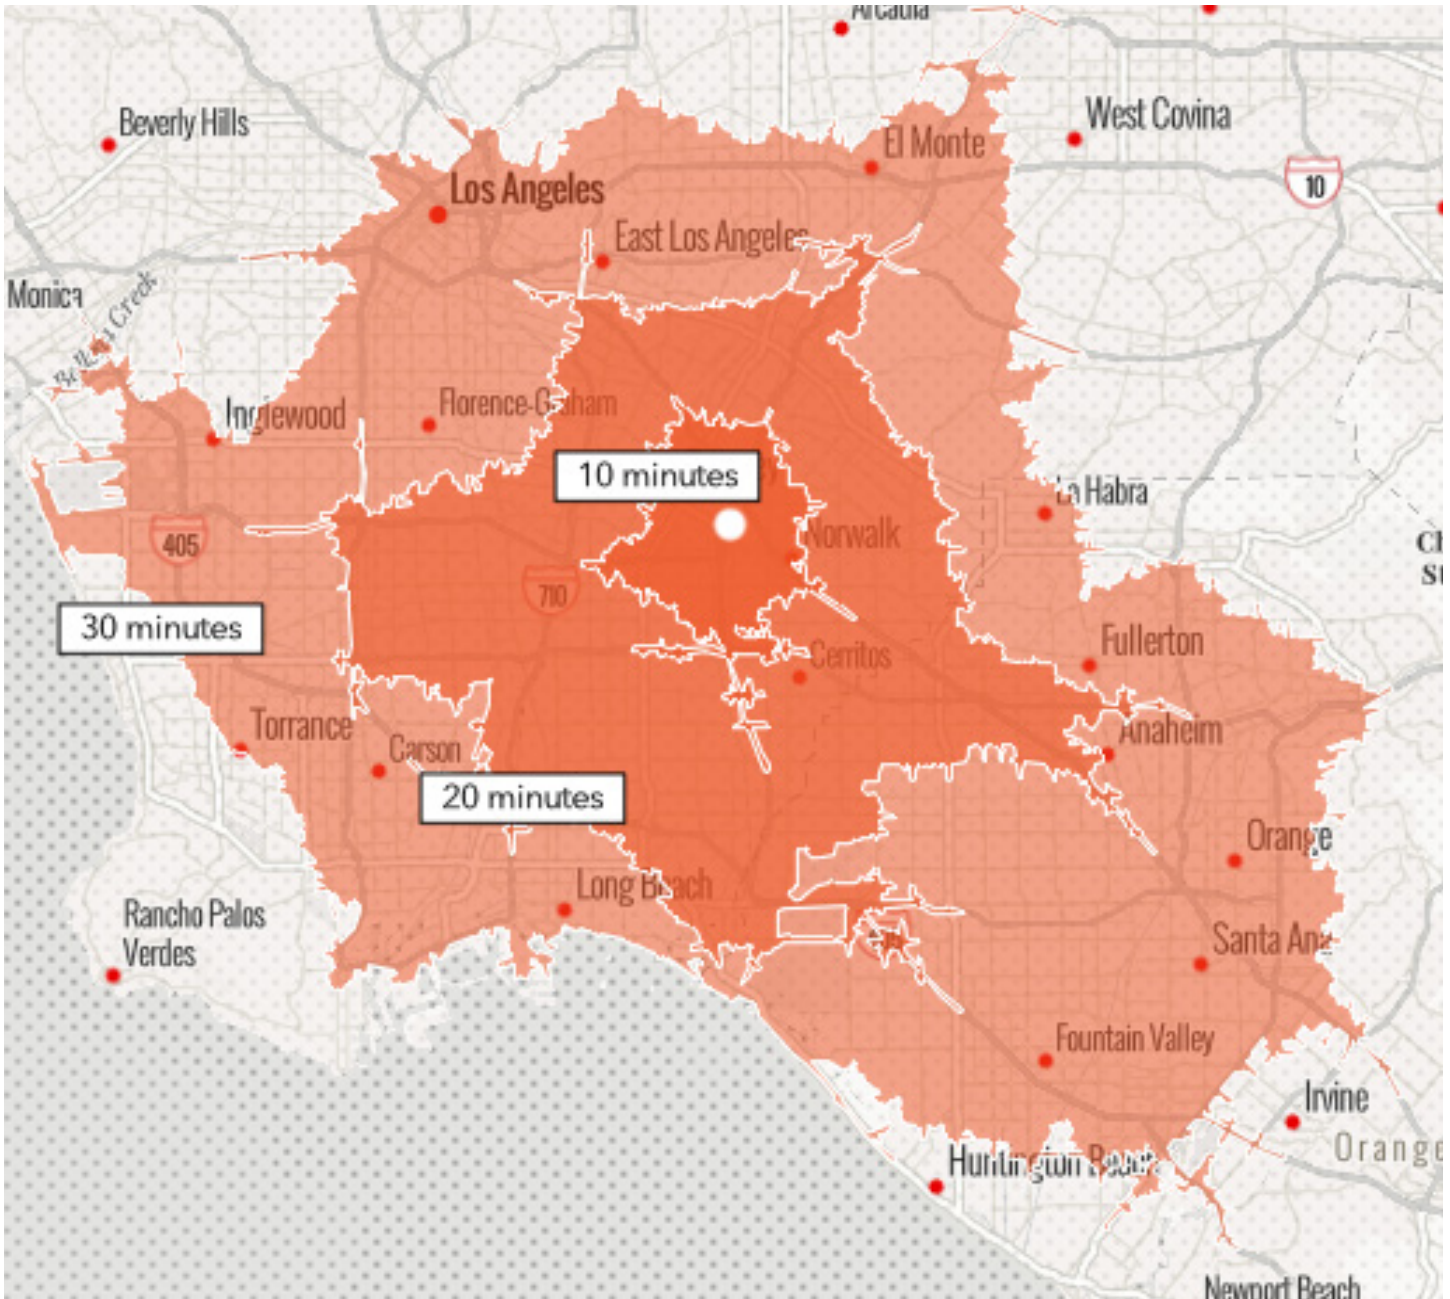 Arcadia
Beverly Hills
West Covina
El Monte
10
Los Angeles
East Los Angeles
Monica
Creek
Inglewood
Florence-Graham
10 minutes
La Habra
405
Norwalk
710
30 minutes
Cerritos
Fullerton
Torrance
Carson
Anaheim
20 minutes
Orange
Long Beach
Rancho Palos
Verdes
Santa Ana
Fountain Valley
Irvine
Orange
Huntington Beach
Newport Beach